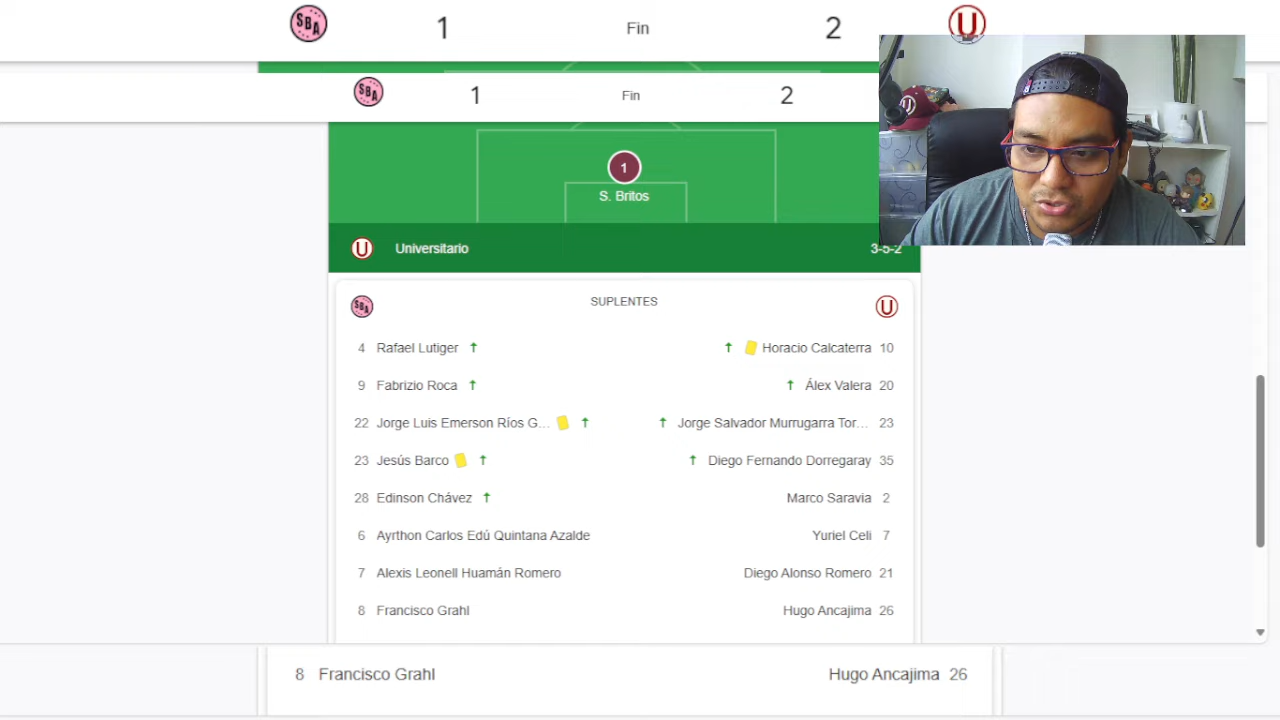 SBA 1 Fin 2 U
SBA 1 Fin 2
1
S. Britos
U Universitario 3-5-2
SBA SUPLENTES U
4 Rafael Lutiger ↑ ↑ Horacio Calcaterra 10
9 Fabrizio Roca ↑ ↑ Álex Valera 20
22 Jorge Luis Emerson Ríos G... ↑ ↑ Jorge Salvador Murrugarra Tor... 23
23 Jesús Barco ↑ ↑ Diego Fernando Dorregaray 35
28 Edinson Chávez ↑ Marco Saravia 2
6 Ayrthon Carlos Edú Quintana Azalde Yuriel Celi 7
7 Alexis Leonell Huamán Romero Diego Alonso Romero 21
8 Francisco Grahl Hugo Ancajima 26
8 Francisco Grahl Hugo Ancajima 26